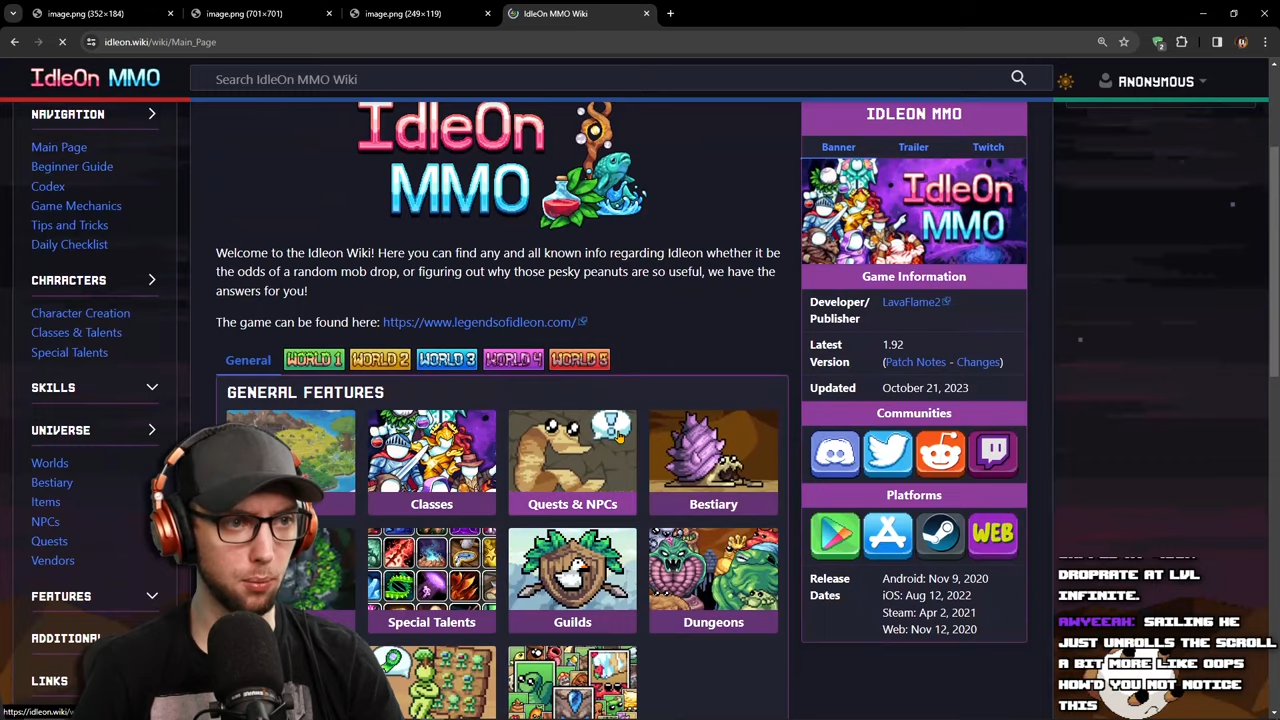 image.png (352×184)
image.png (701×701)
image.png (249×119)
IdleOn MMO Wiki
idleon.wiki/wiki/Main_Page
IdleOn MMO
Search IdleOn MMO Wiki
ANONYMOUS
NAVIGATION
Main Page
Beginner Guide
Codex
Game Mechanics
Tips and Tricks
Daily Checklist
CHARACTERS
Character Creation
Classes & Talents
Special Talents
SKILLS
UNIVERSE
Worlds
Bestiary
Items
NPCs
Quests
Vendors
FEATURES
ADDITIONAL
LINKS
IdleOn
MMO
Welcome to the Idleon Wiki! Here you can find any and all known info regarding Idleon whether it be
the odds of a random mob drop, or figuring out why those pesky peanuts are so useful, we have the
answers for you!
The game can be found here: https://www.legendsofidleon.com/
General WORLD 1 WORLD 2 WORLD 3 WORLD 4 WORLD 5
GENERAL FEATURES
Classes
Quests & NPCs
Bestiary
Special Talents
Guilds
Dungeons
IDLEON MMO
Banner Trailer Twitch
IdleOn
MMO
Game Information
Developer/
Publisher
LavaFlame2
Latest
Version
1.92
(Patch Notes - Changes)
Updated October 21, 2023
Communities
Platforms
WEB
Release
Dates
Android: Nov 9, 2020
iOS: Aug 12, 2022
Steam: Apr 2, 2021
Web: Nov 12, 2020
DROPRATE AT LVL
INFINITE.
AWYEEAH: SAILING HE
JUST UNROLLS THE SCROLL
A BIT MORE LIKE OOPS
HOW'D YOU NOT NOTICE
THIS
https://idleon.wiki/w